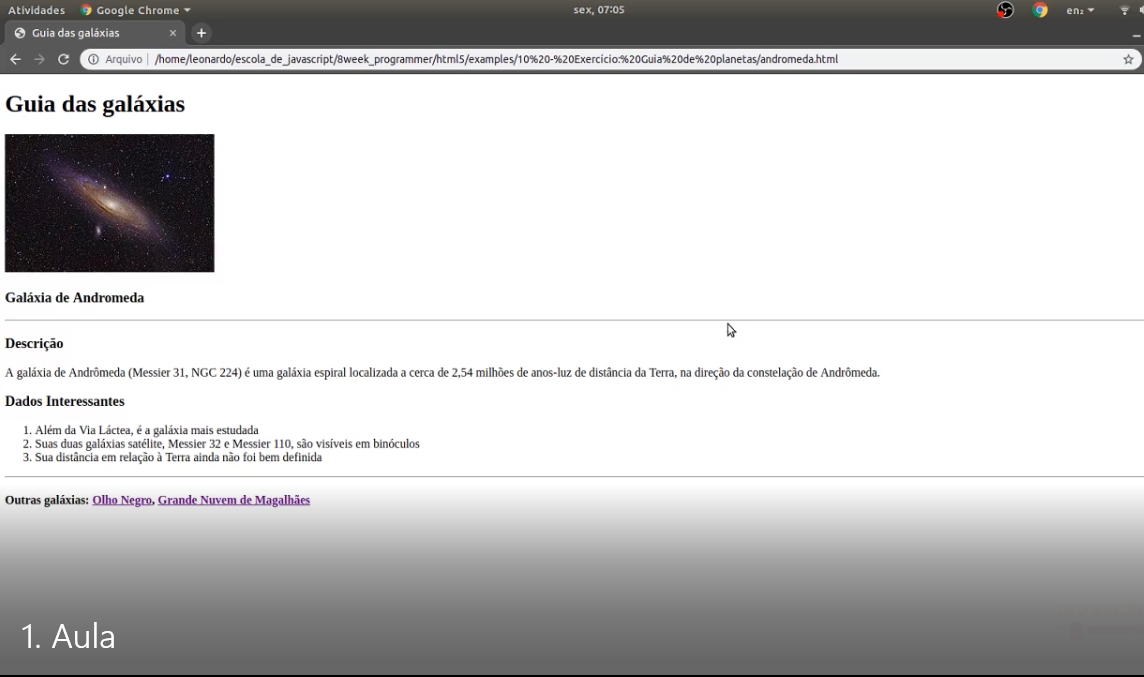 Atividades Google Chrome sex, 07:05 en₂
Guia das galáxias
Arquivo /home/leonardo/escola_de_javascript/8week_programmer/html5/examples/10%20-%20Exercício:%20Guia%20de%20planetas/andromeda.html
Guia das galáxias
Galáxia de Andromeda
Descrição
A galáxia de Andrômeda (Messier 31, NGC 224) é uma galáxia espiral localizada a cerca de 2,54 milhões de anos-luz de distância da Terra, na direção da constelação de Andrômeda.
Dados Interessantes
1. Além da Via Láctea, é a galáxia mais estudada
2. Suas duas galáxias satélite, Messier 32 e Messier 110, são visíveis em binóculos
3. Sua distância em relação à Terra ainda não foi bem definida
Outras galáxias: Olho Negro, Grande Nuvem de Magalhães
1. Aula